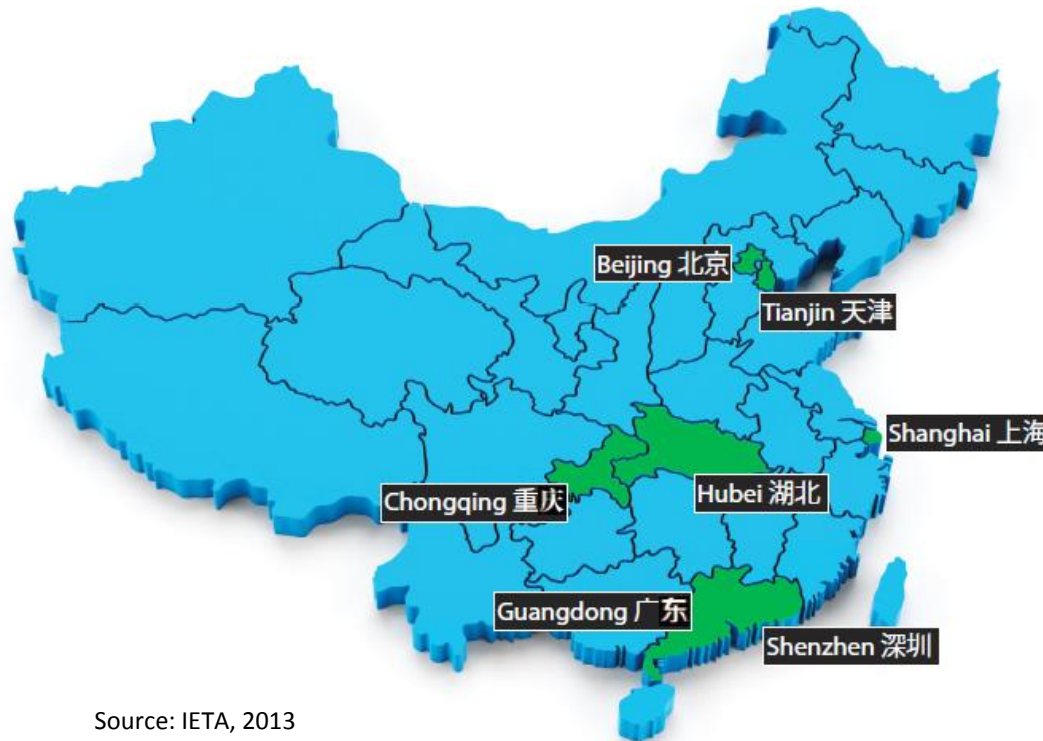 Beijing 北京
Tianjin 天津
Shanghai 上海
Chongqing 重庆
Hubei 湖北
Guangdong 广东
Shenzhen 深圳
Source: IETA, 2013